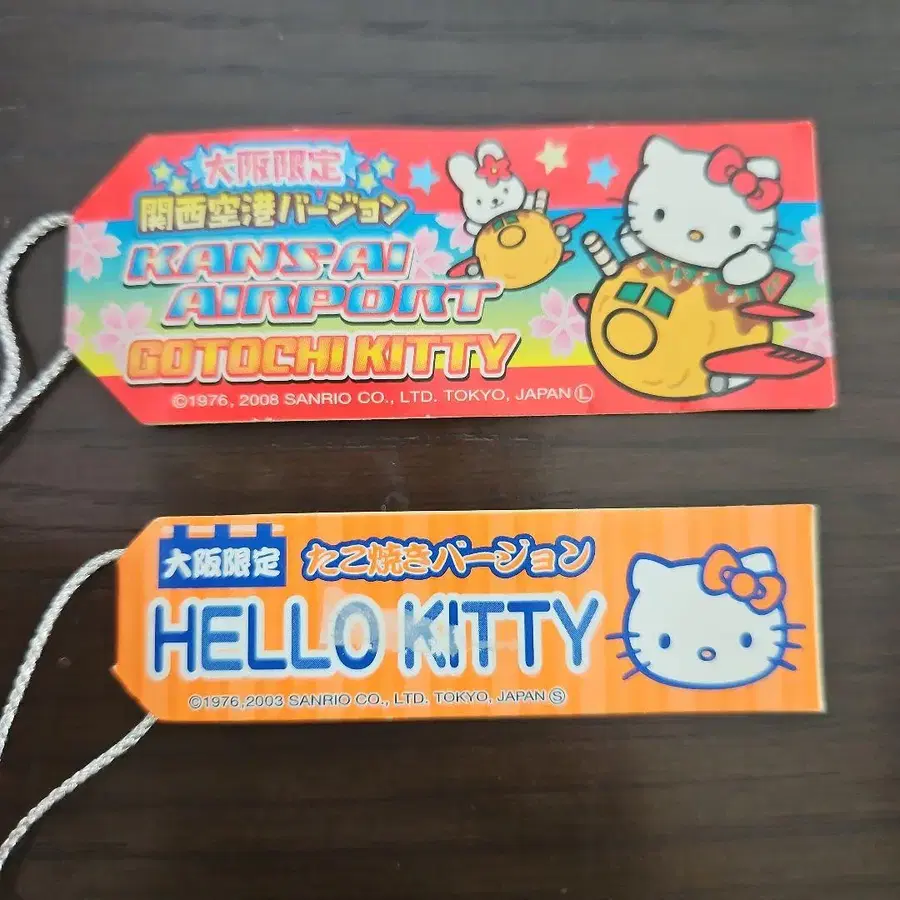 大阪限定
関西空港バージョン
KANSAI
AIRPORT
GOTOCHI KITTY
©1976, 2008 SANRIO CO., LTD. TOKYO, JAPAN Ⓛ
大阪限定 たこ焼きバージョン
HELLO KITTY
©1976,2003 SANRIO CO., LTD. TOKYO, JAPAN Ⓢ